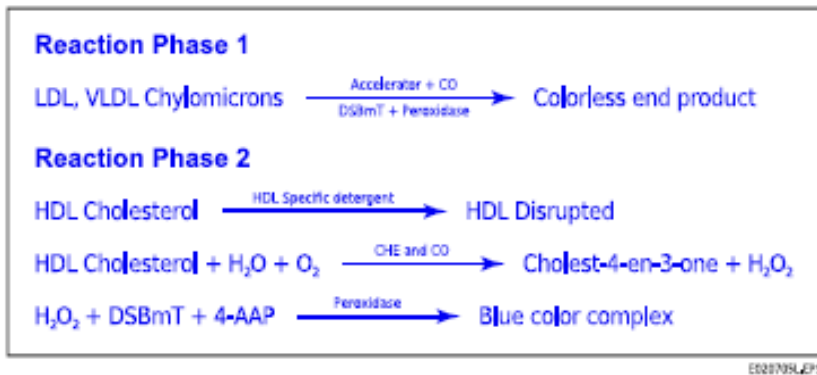 Reaction Phase 1
Accelerator + CO
LDL, VLDL Chylomicrons Colorless end product
DSBmT + Peroxidase
Reaction Phase 2
HDL Specific detergent
HDL Cholesterol HDL Disrupted
CHE and CO
HDL Cholesterol + H₂O + O₂ Cholest-4-en-3-one + H₂O₂
Peroxidase
H₂O₂ + DSBmT + 4-AAP Blue color complex